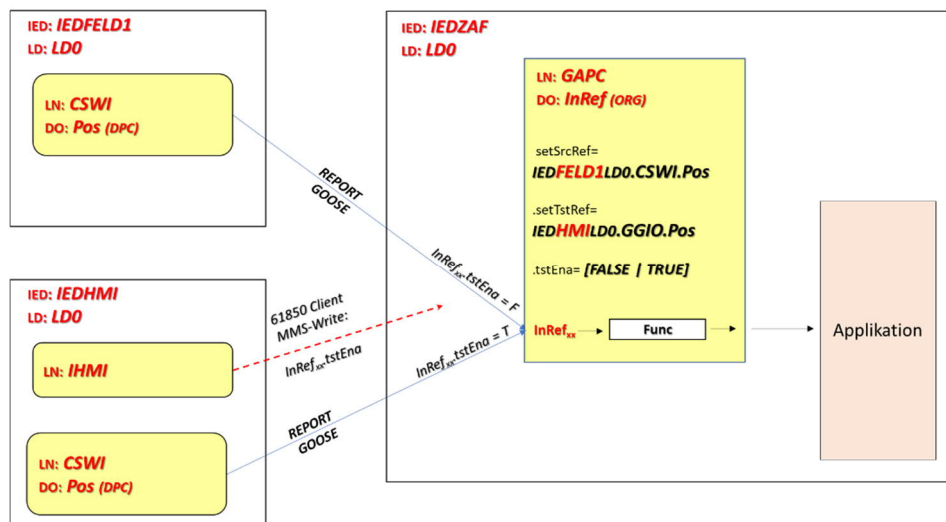 IED: IEDFELD1
LD: LD0
LN: CSWI
DO: Pos (DPC)
IED: IEDZAF
LD: LD0
LN: GAPC
DO: InRef (ORG)
.setSrcRef=
IEDFELD1LD0.CSWI.Pos
.setTstRef=
IEDHMILD0.GGIO.Pos
.tstEna= [FALSE | TRUE]
InRefxx
Func
Applikation
REPORT
GOOSE
InRefxx.tstEna = F
IED: IEDHMI
LD: LD0
LN: IHMI
61850 Client
MMS-Write:
InRefxx.tstEna
InRefxx.tstEna = T
REPORT
GOOSE
LN: CSWI
DO: Pos (DPC)